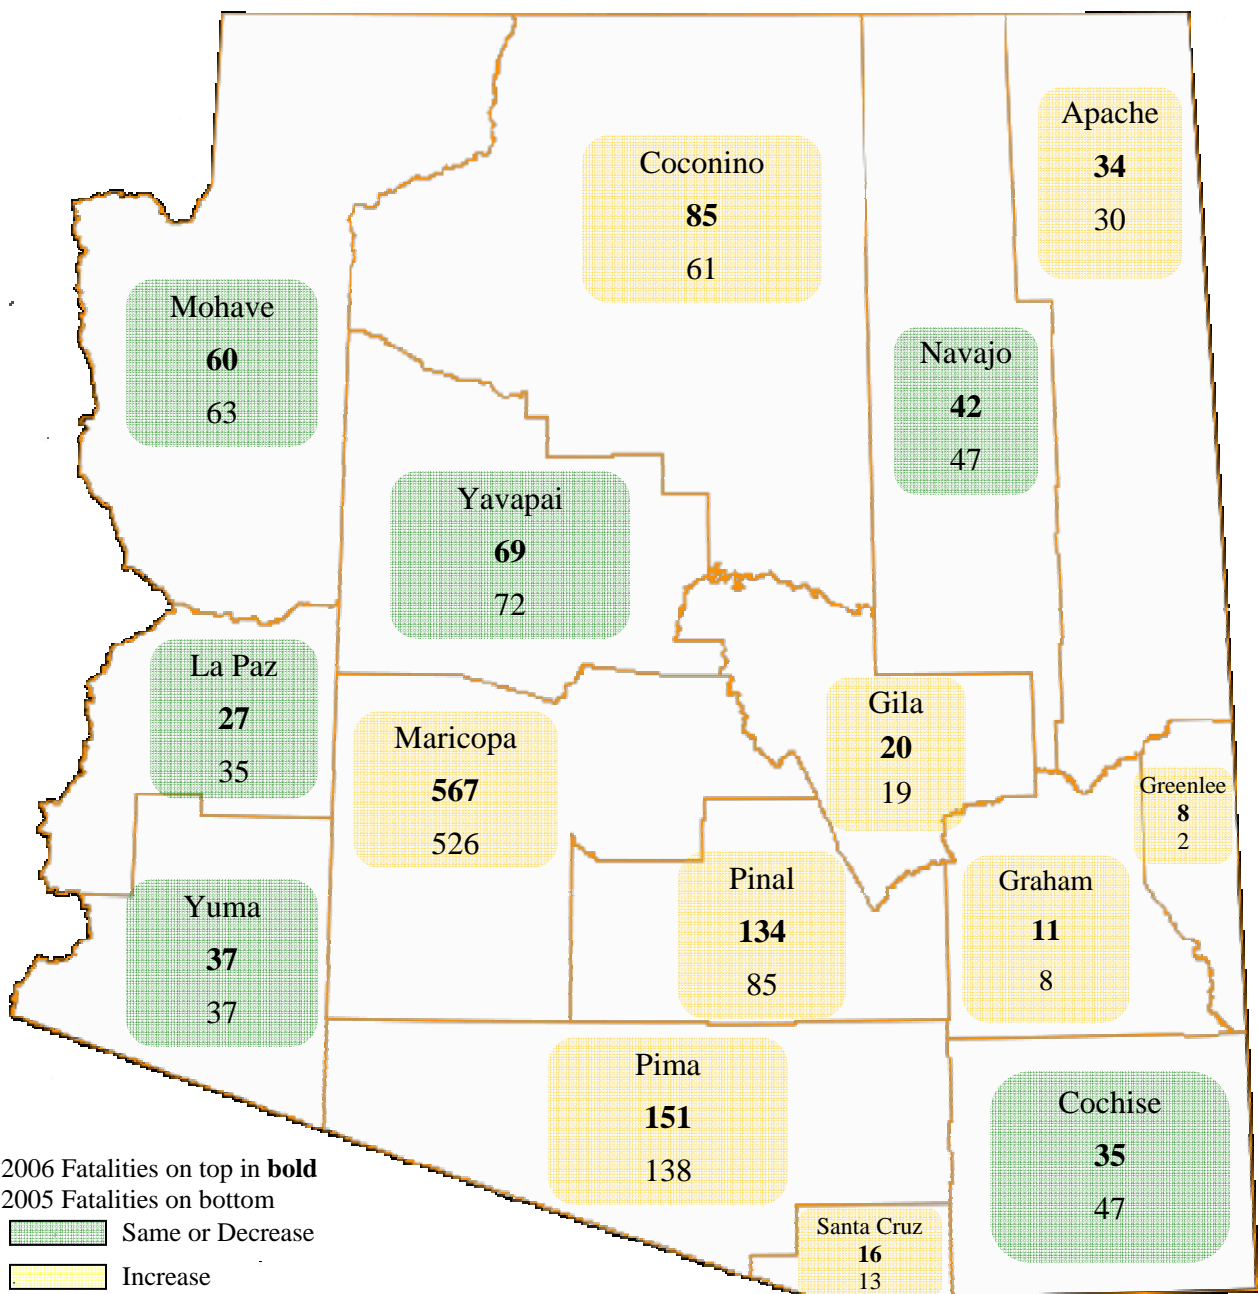 Apache
34
30
Coconino
85
61
Mohave
60
63
Navajo
42
47
Yavapai
69
72
La Paz
27
35
Gila
20
19
Maricopa
567
526
Greenlee
8
2
Pinal
134
85
Graham
11
8
Yuma
37
37
Pima
151
138
Cochise
35
47
Santa Cruz
16
13
2006 Fatalities on top in bold
2005 Fatalities on bottom
Same or Decrease
Increase